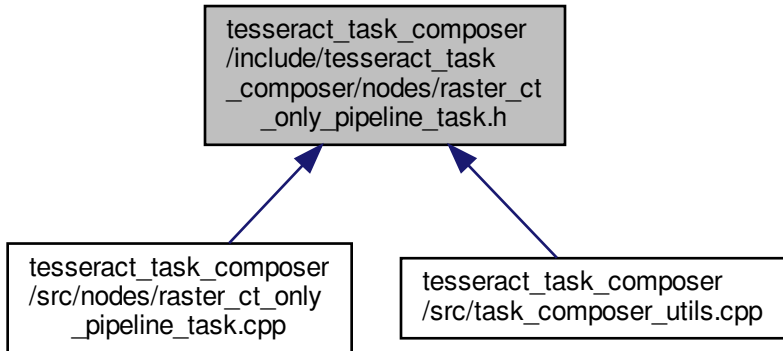 tesseract_task_composer
/include/tesseract_task
_composer/nodes/raster_ct
_only_pipeline_task.h
tesseract_task_composer
/src/nodes/raster_ct_only
_pipeline_task.cpp
tesseract_task_composer
/src/task_composer_utils.cpp